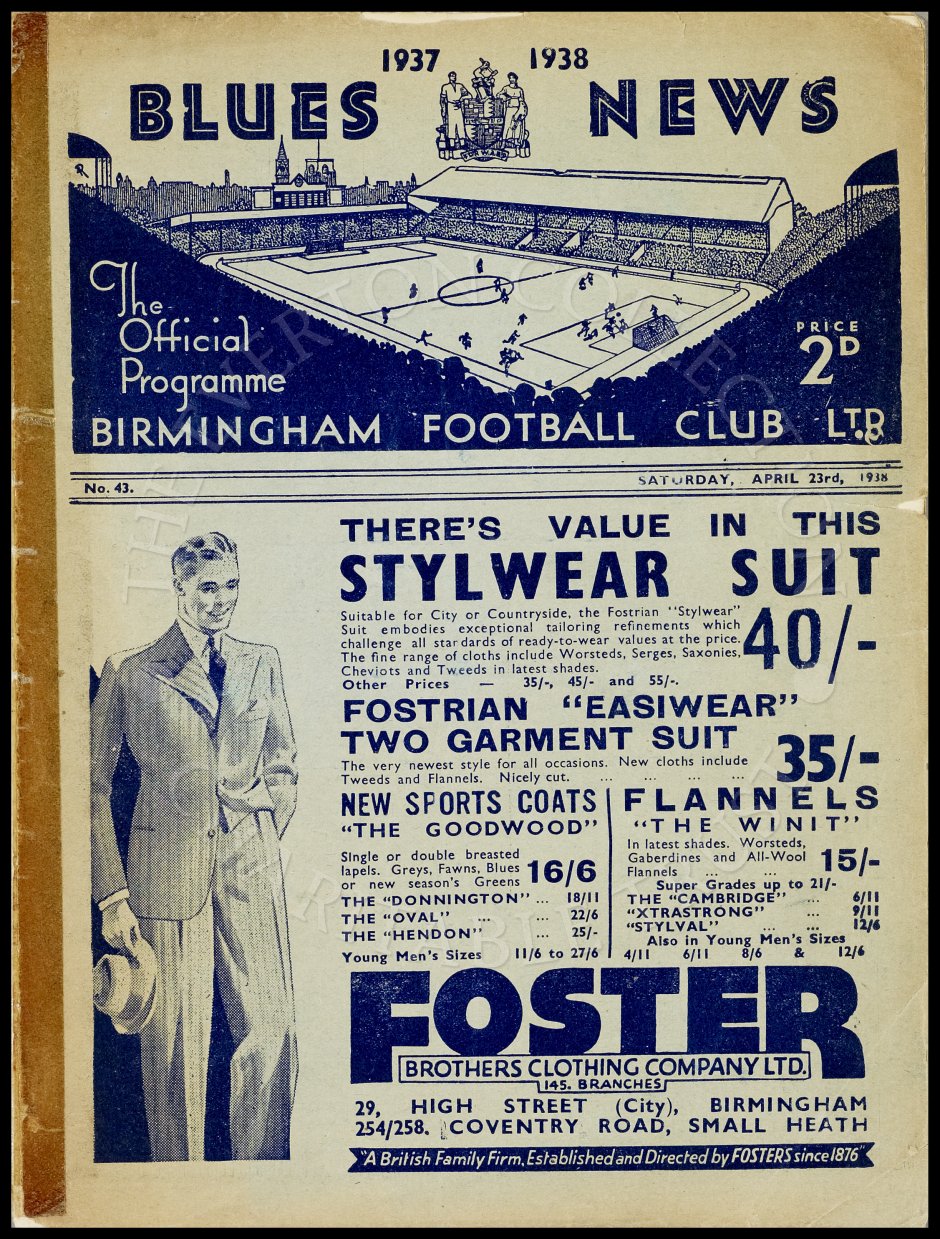 1937 1938
BLUES NEWS
FORWARD
The
Official
Programme
PRICE
2D
BIRMINGHAM FOOTBALL CLUB LTD.
No. 43. SATURDAY, APRIL 23rd, 1938
THERE'S VALUE IN THIS
STYLWEAR SUIT
Suitable for City or Countryside, the Fostrian "Stylwear"
Suit embodies exceptional tailoring refinements which
challenge all standards of ready-to-wear values at the price.
The fine range of cloths include Worsteds, Serges, Saxonies,
Cheviots and Tweeds in latest shades.
40/-
Other Prices — 35/-, 45/- and 55/-.
FOSTRIAN "EASIWEAR"
TWO GARMENT SUIT
The very newest style for all occasions. New cloths include
Tweeds and Flannels. Nicely cut. ... ... ... ...
35/-
NEW SPORTS COATS
"THE GOODWOOD"
Single or double breasted
lapels. Greys, Fawns, Blues
or new season's Greens
16/6
THE "DONNINGTON" ... 18/11
THE "OVAL" ... ... 22/6
THE "HENDON" ... 25/-
Young Men's Sizes 11/6 to 27/6
FLANNELS
"THE WINIT"
In latest shades. Worsteds,
Gaberdines and All-Wool
Flannels ... ...
15/-
Super Grades up to 21/-
THE "CAMBRIDGE" ... 6/11
"XTRASTRONG" ... 9/11
"STYLVAL" ... ... 12/6
Also in Young Men's Sizes
4/11 6/11 8/6 & 12/6
FOSTER
BROTHERS CLOTHING COMPANY LTD.
145. BRANCHES
29, HIGH STREET (City), BIRMINGHAM
254/258. COVENTRY ROAD, SMALL HEATH
"A British Family Firm, Established and Directed by FOSTERS since 1876"
THE EVERTON COLLECTION
CHARITABLE TRUST